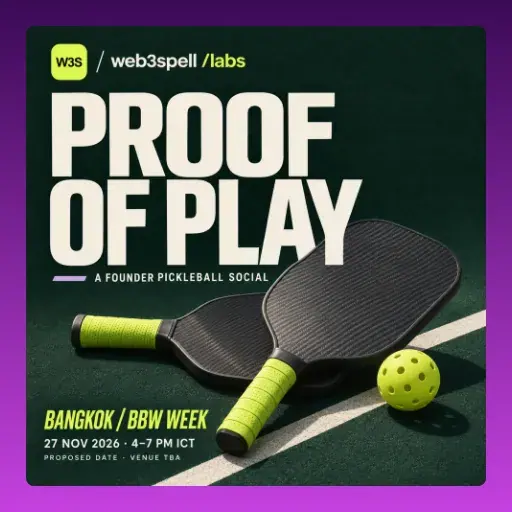 W3S / web3spell /labs
PROOF
OF PLAY
A FOUNDER PICKLEBALL SOCIAL
BANGKOK / BBW WEEK
27 NOV 2026 · 4–7 PM ICT
PROPOSED DATE · VENUE TBA